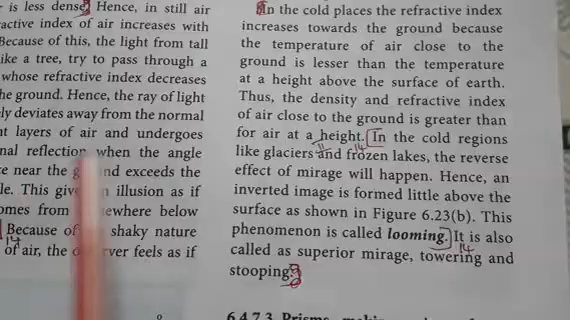 is less dense. Hence, in still air
active index of air increases with
Because of this, the light from tall
ike a tree, try to pass through a
whose refractive index decreases
he ground. Hence, the ray of light
ly deviates away from the normal
nt layers of air and undergoes
nal reflection when the angle
ce near the exceeds the
le. This illusion as if
omes from below
Because of shaky nature
14
of air, the feels as if
In the cold places the refractive index
increases towards the ground because
the temperature of air close to the
ground is lesser than the temperature
at a height above the surface of earth.
Thus, the density and refractive index
of air close to the ground is greater than
for air at a height. In the cold regions
like glaciers and frozen lakes, the reverse
effect of mirage will happen. Hence, an
inverted image is formed little above the
surface as shown in Figure 6.23(b). This
phenomenon is called looming. It is also
called as superior mirage, towering and
14
stooping.
6.4.7.3